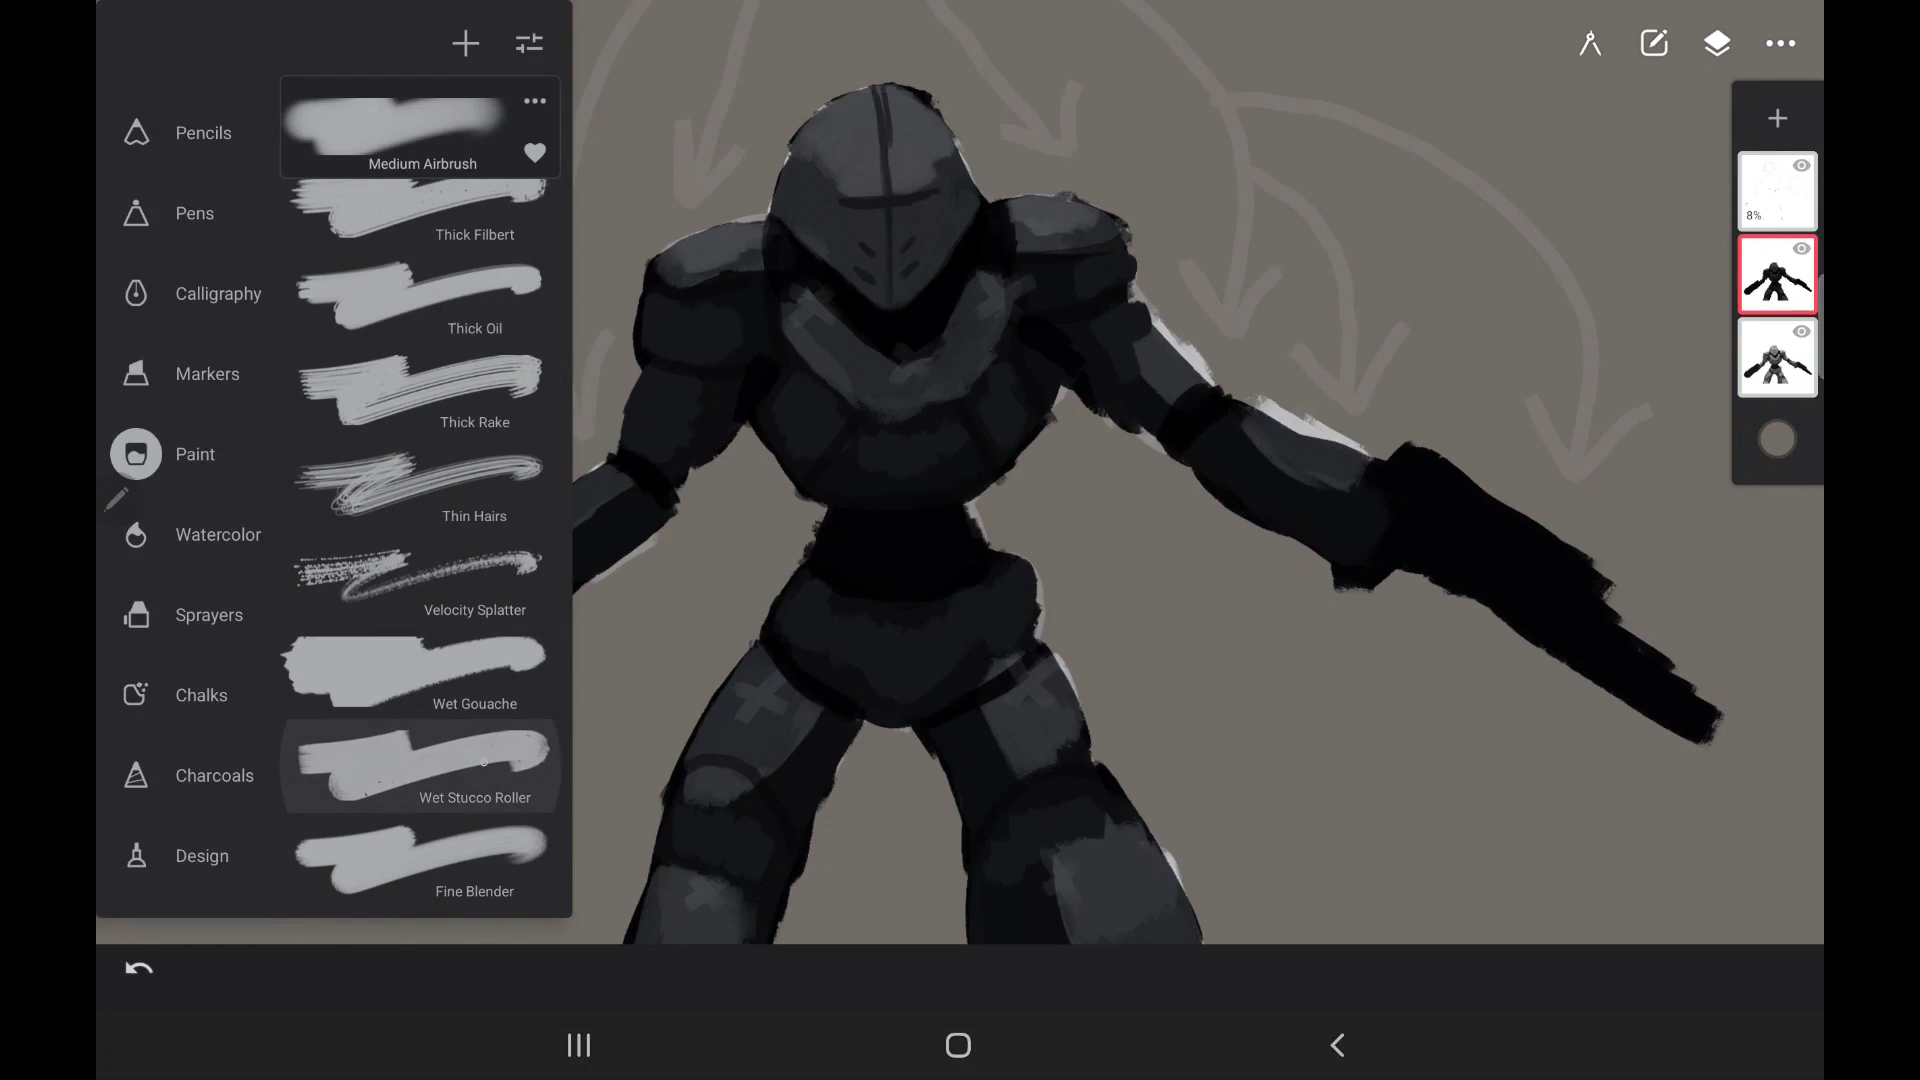 Pencils
Pens
Calligraphy
Markers
Paint
Watercolor
Sprayers
Chalks
Charcoals
Design
Medium Airbrush
Thick Filbert
Thick Oil
Thick Rake
Thin Hairs
Velocity Splatter
Wet Gouache
Wet Stucco Roller
Fine Blender
8%